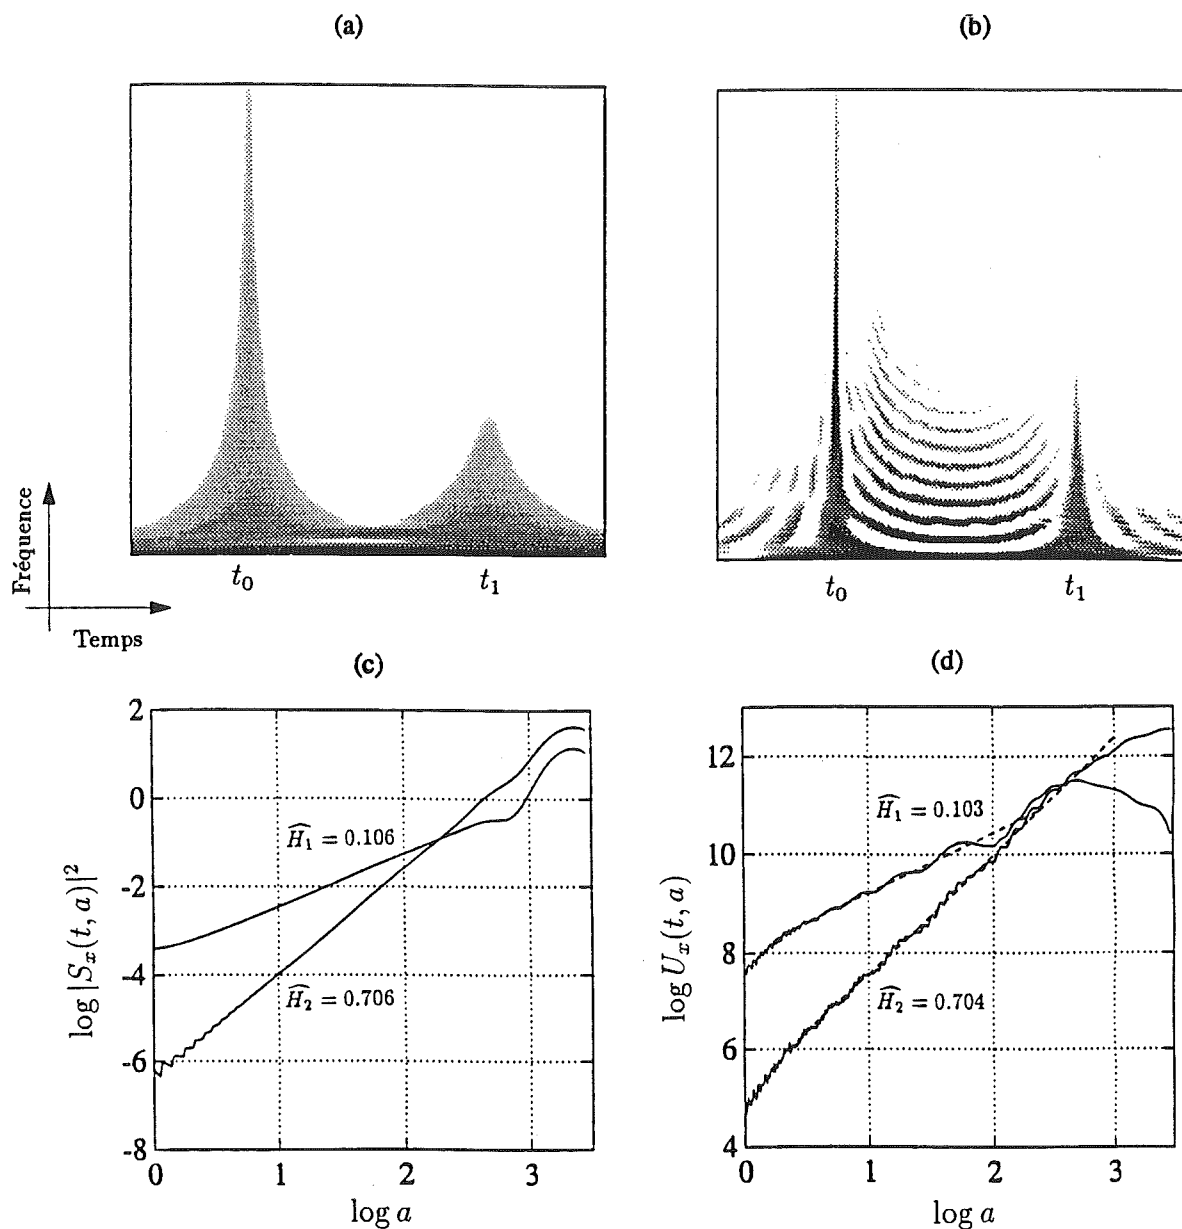 (a)
(b)
Fréquence
Temps
t₀
t₁
t₀
t₁
(c)
(d)
log |Sₓ(t, a)|²
2
0
-2
-4
-6
-8
Ĥ₁ = 0.106
Ĥ₂ = 0.706
0
1
2
3
log a
log Uₓ(t, a)
12
10
8
6
4
Ĥ₁ = 0.103
Ĥ₂ = 0.704
0
1
2
3
log a